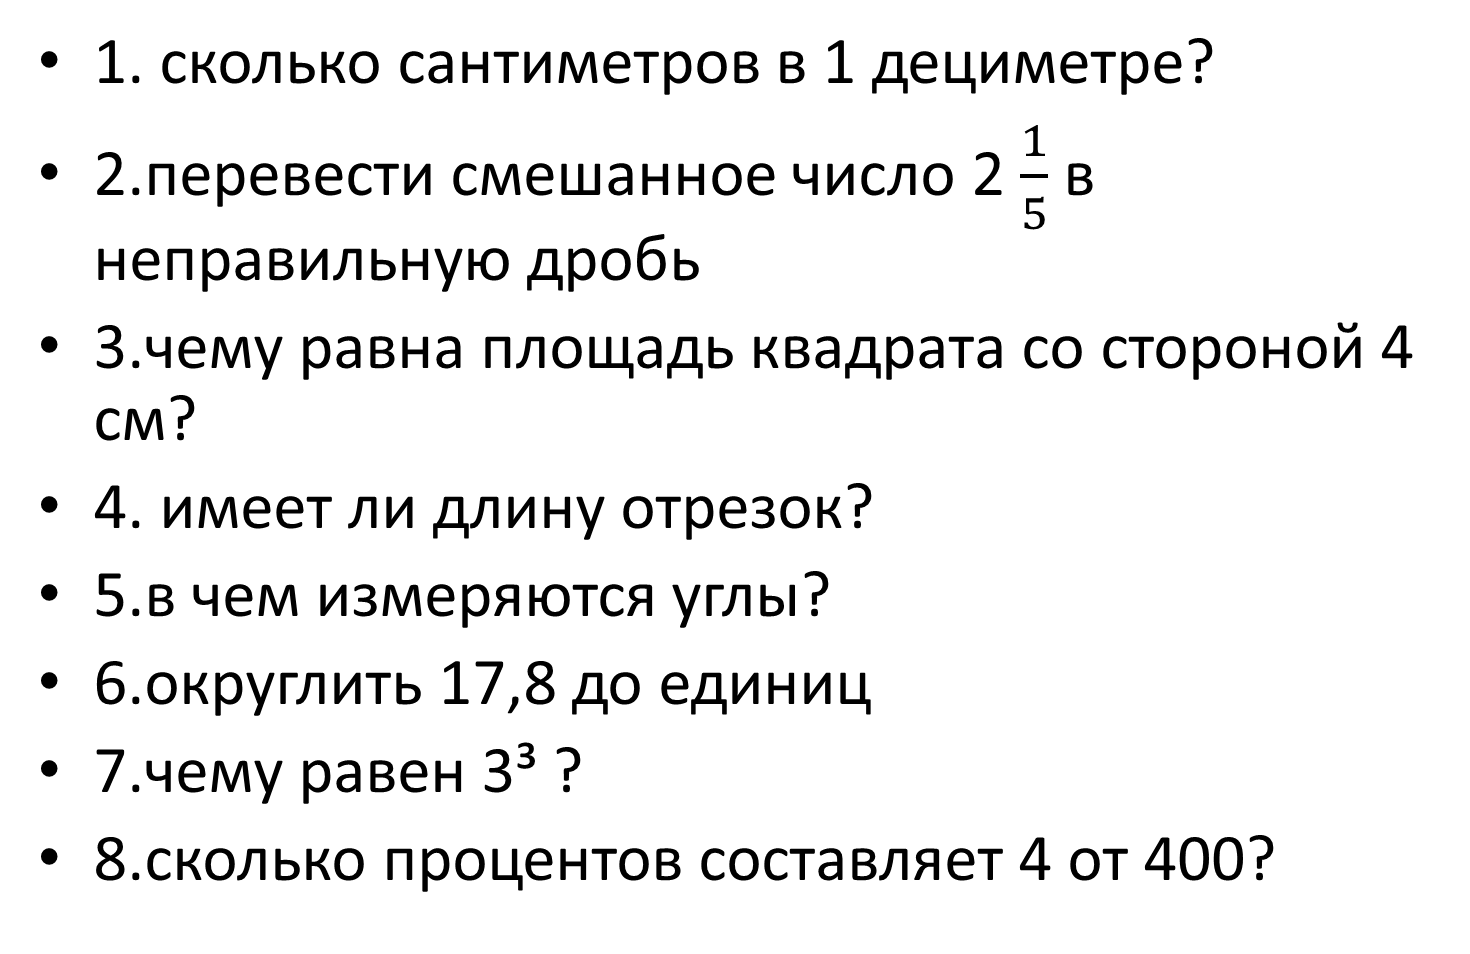 • 1. сколько сантиметров в 1 дециметре?
• 2.перевести смешанное число 2 1/5 в
неправильную дробь
• 3.чему равна площадь квадрата со стороной 4
см?
• 4. имеет ли длину отрезок?
• 5.в чем измеряются углы?
• 6.округлить 17,8 до единиц
• 7.чему равен 3³ ?
• 8.сколько процентов составляет 4 от 400?